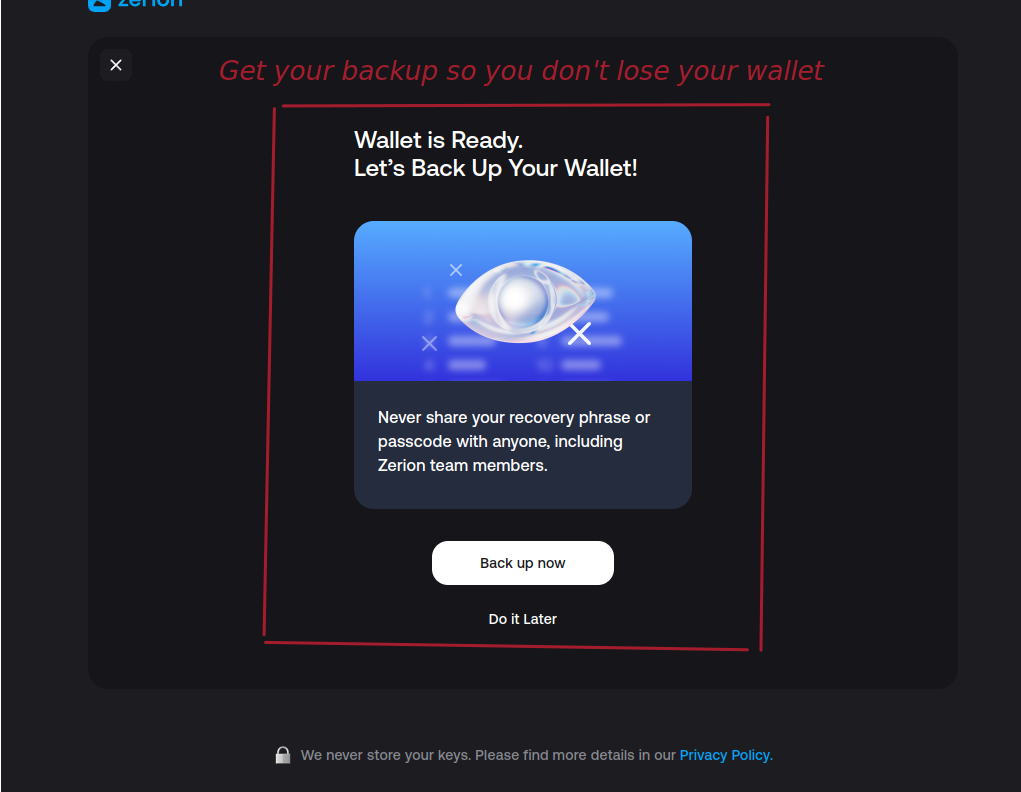 zerion
Get your backup so you don't lose your wallet
Wallet is Ready.
Let's Back Up Your Wallet!
Never share your recovery phrase or
passcode with anyone, including
Zerion team members.
Back up now
Do it Later
We never store your keys. Please find more details in our Privacy Policy.